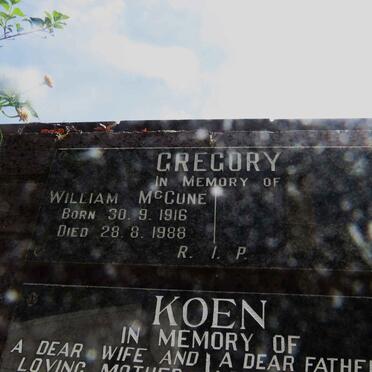 GREGORY
IN MEMORY OF
WILLIAM McCUNE
BORN 30.9.1916
DIED 28.8.1988
R. I. P.
KOEN
IN MEMORY OF
A DEAR WIFE AND A DEAR FATHER
LOVING MOTHER